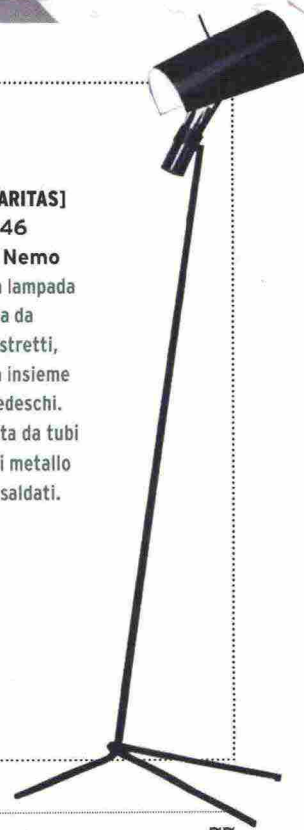 ARITAS]
46
Nemo
lampada
a da
stretti,
insieme
edeschi.
ta da tubi
i metallo
saldati.